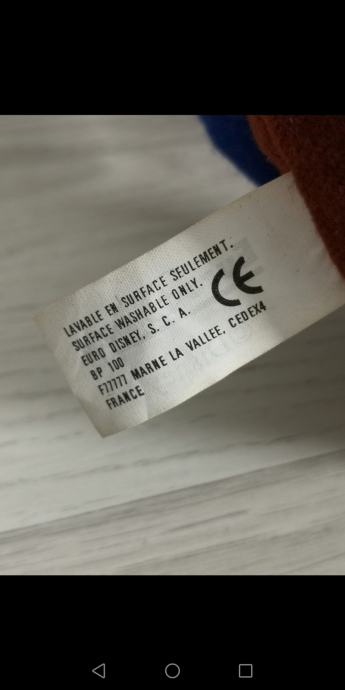 LAVABLE EN SURFACE SEULEMENT.
SURFACE WASHABLE ONLY.
EURO DISNEY, S. C. A.
BP 100
F77777 MARNE LA VALLEE, CEDEX4
FRANCE
CE